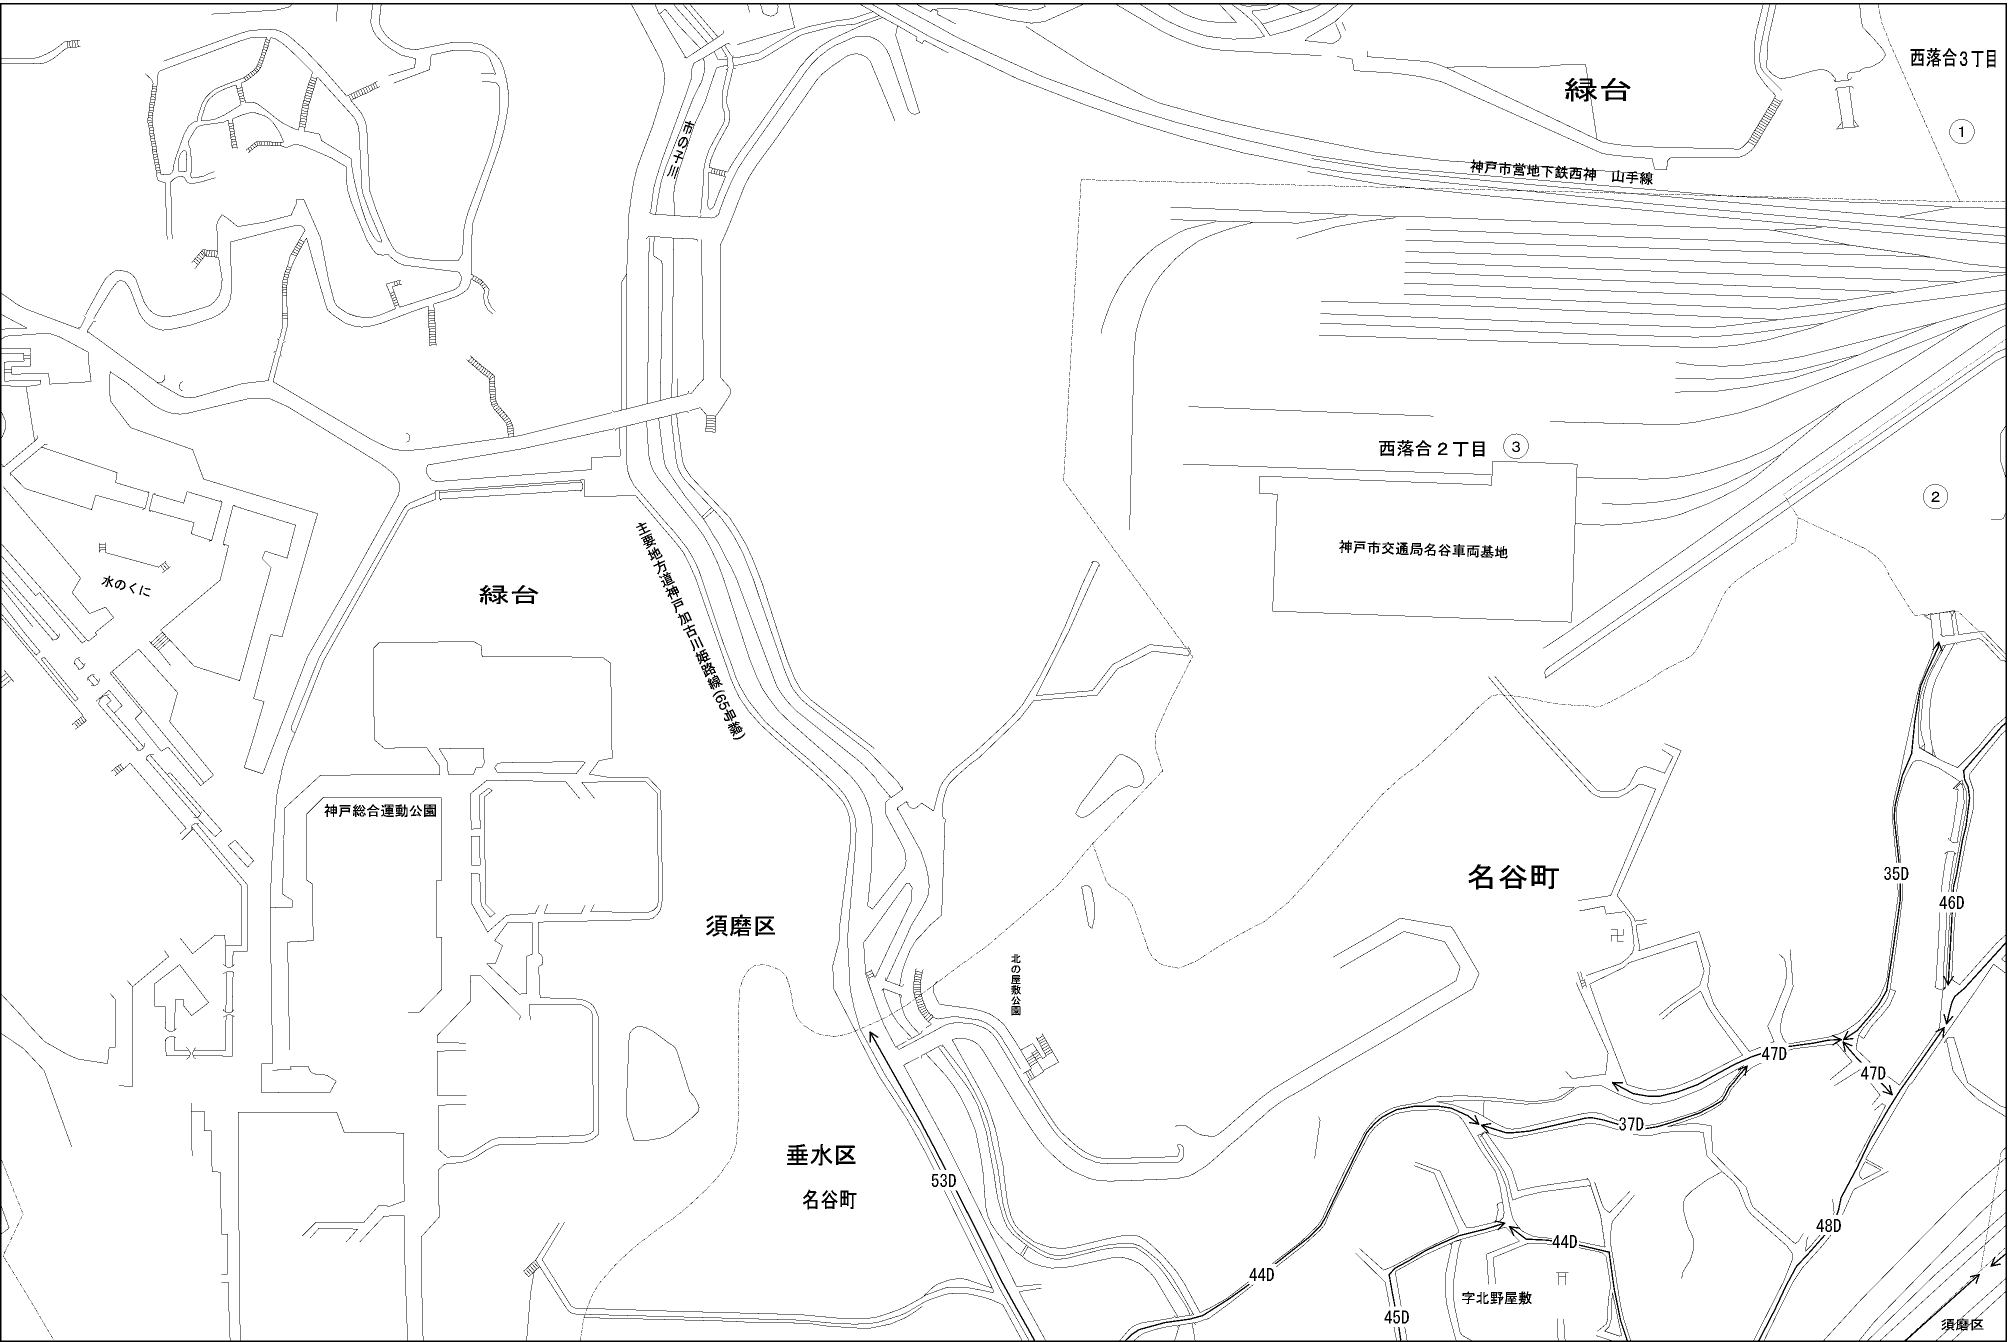 西落合３丁目
緑台
①
神戸市営地下鉄西神　山手線
西落合２丁目
③
②
神戸市交通局名谷車両基地
水のくに
緑台
主要地方道神戸加古川姫路線(65号線)
神戸総合運動公園
名谷町
35D
46D
須磨区
北の屋敷公園
47D
47D
37D
垂水区
53D
名谷町
48D
44D
44D
字北野屋敷
45D
須磨区